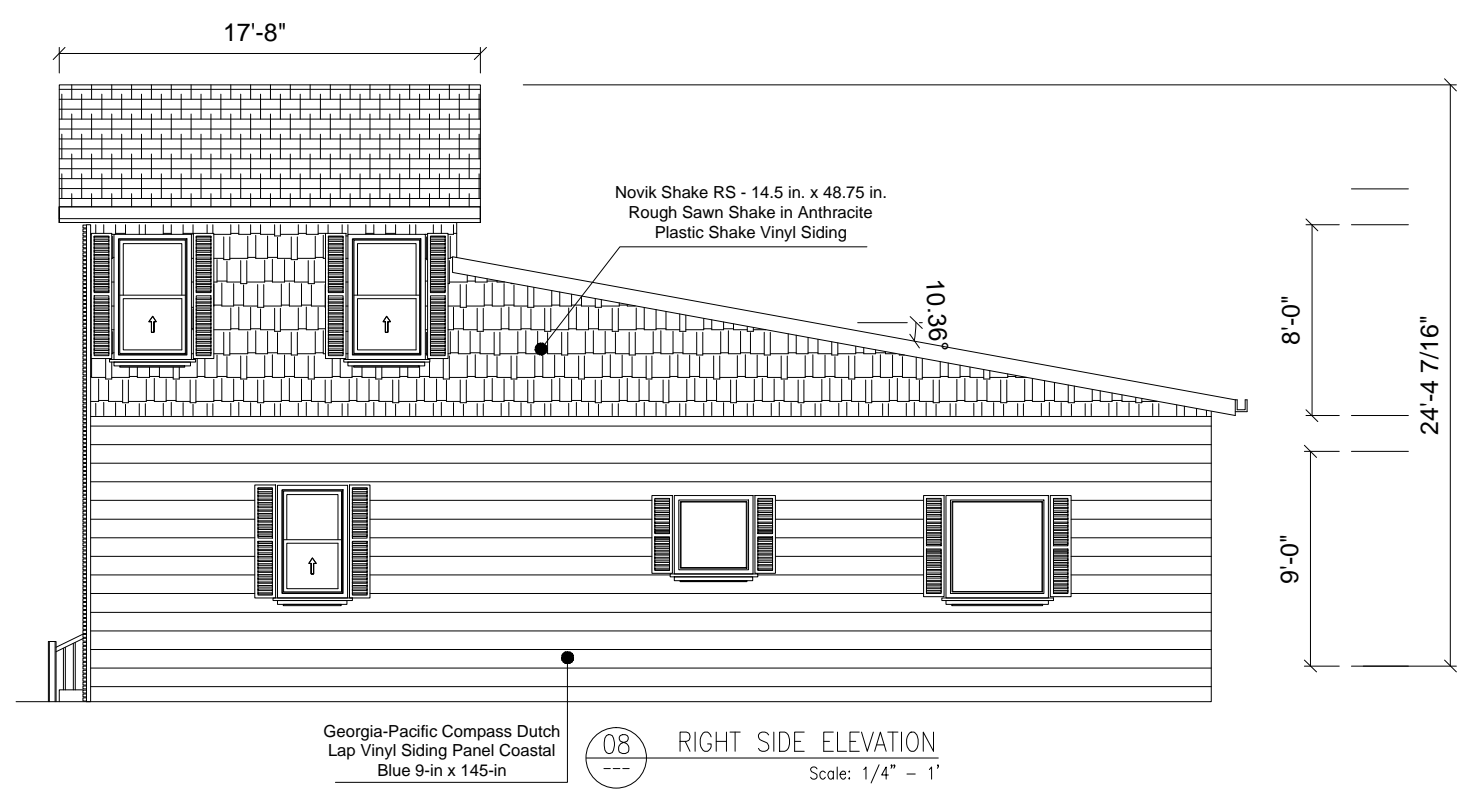 17'-8"
Novik Shake RS - 14.5 in. x 48.75 in.
Rough Sawn Shake in Anthracite
Plastic Shake Vinyl Siding
10.36°
8'-0"
24'-4 7/16"
9'-0"
Georgia-Pacific Compass Dutch
Lap Vinyl Siding Panel Coastal
Blue 9-in x 145-in
08
---
RIGHT SIDE ELEVATION
Scale: 1/4" - 1'